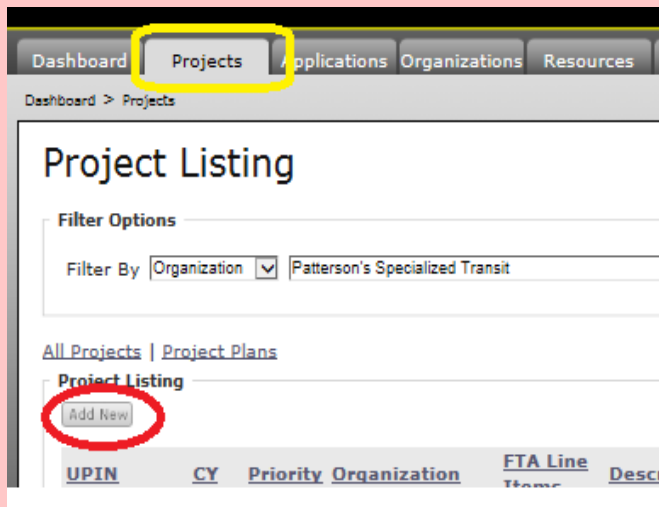 Dashboard Projects Applications Organizations Resources
Dashboard > Projects
Project Listing
Filter Options
Filter By Organization Patterson's Specialized Transit
All Projects | Project Plans
Project Listing
Add New
UPIN CY Priority Organization FTA Line Items